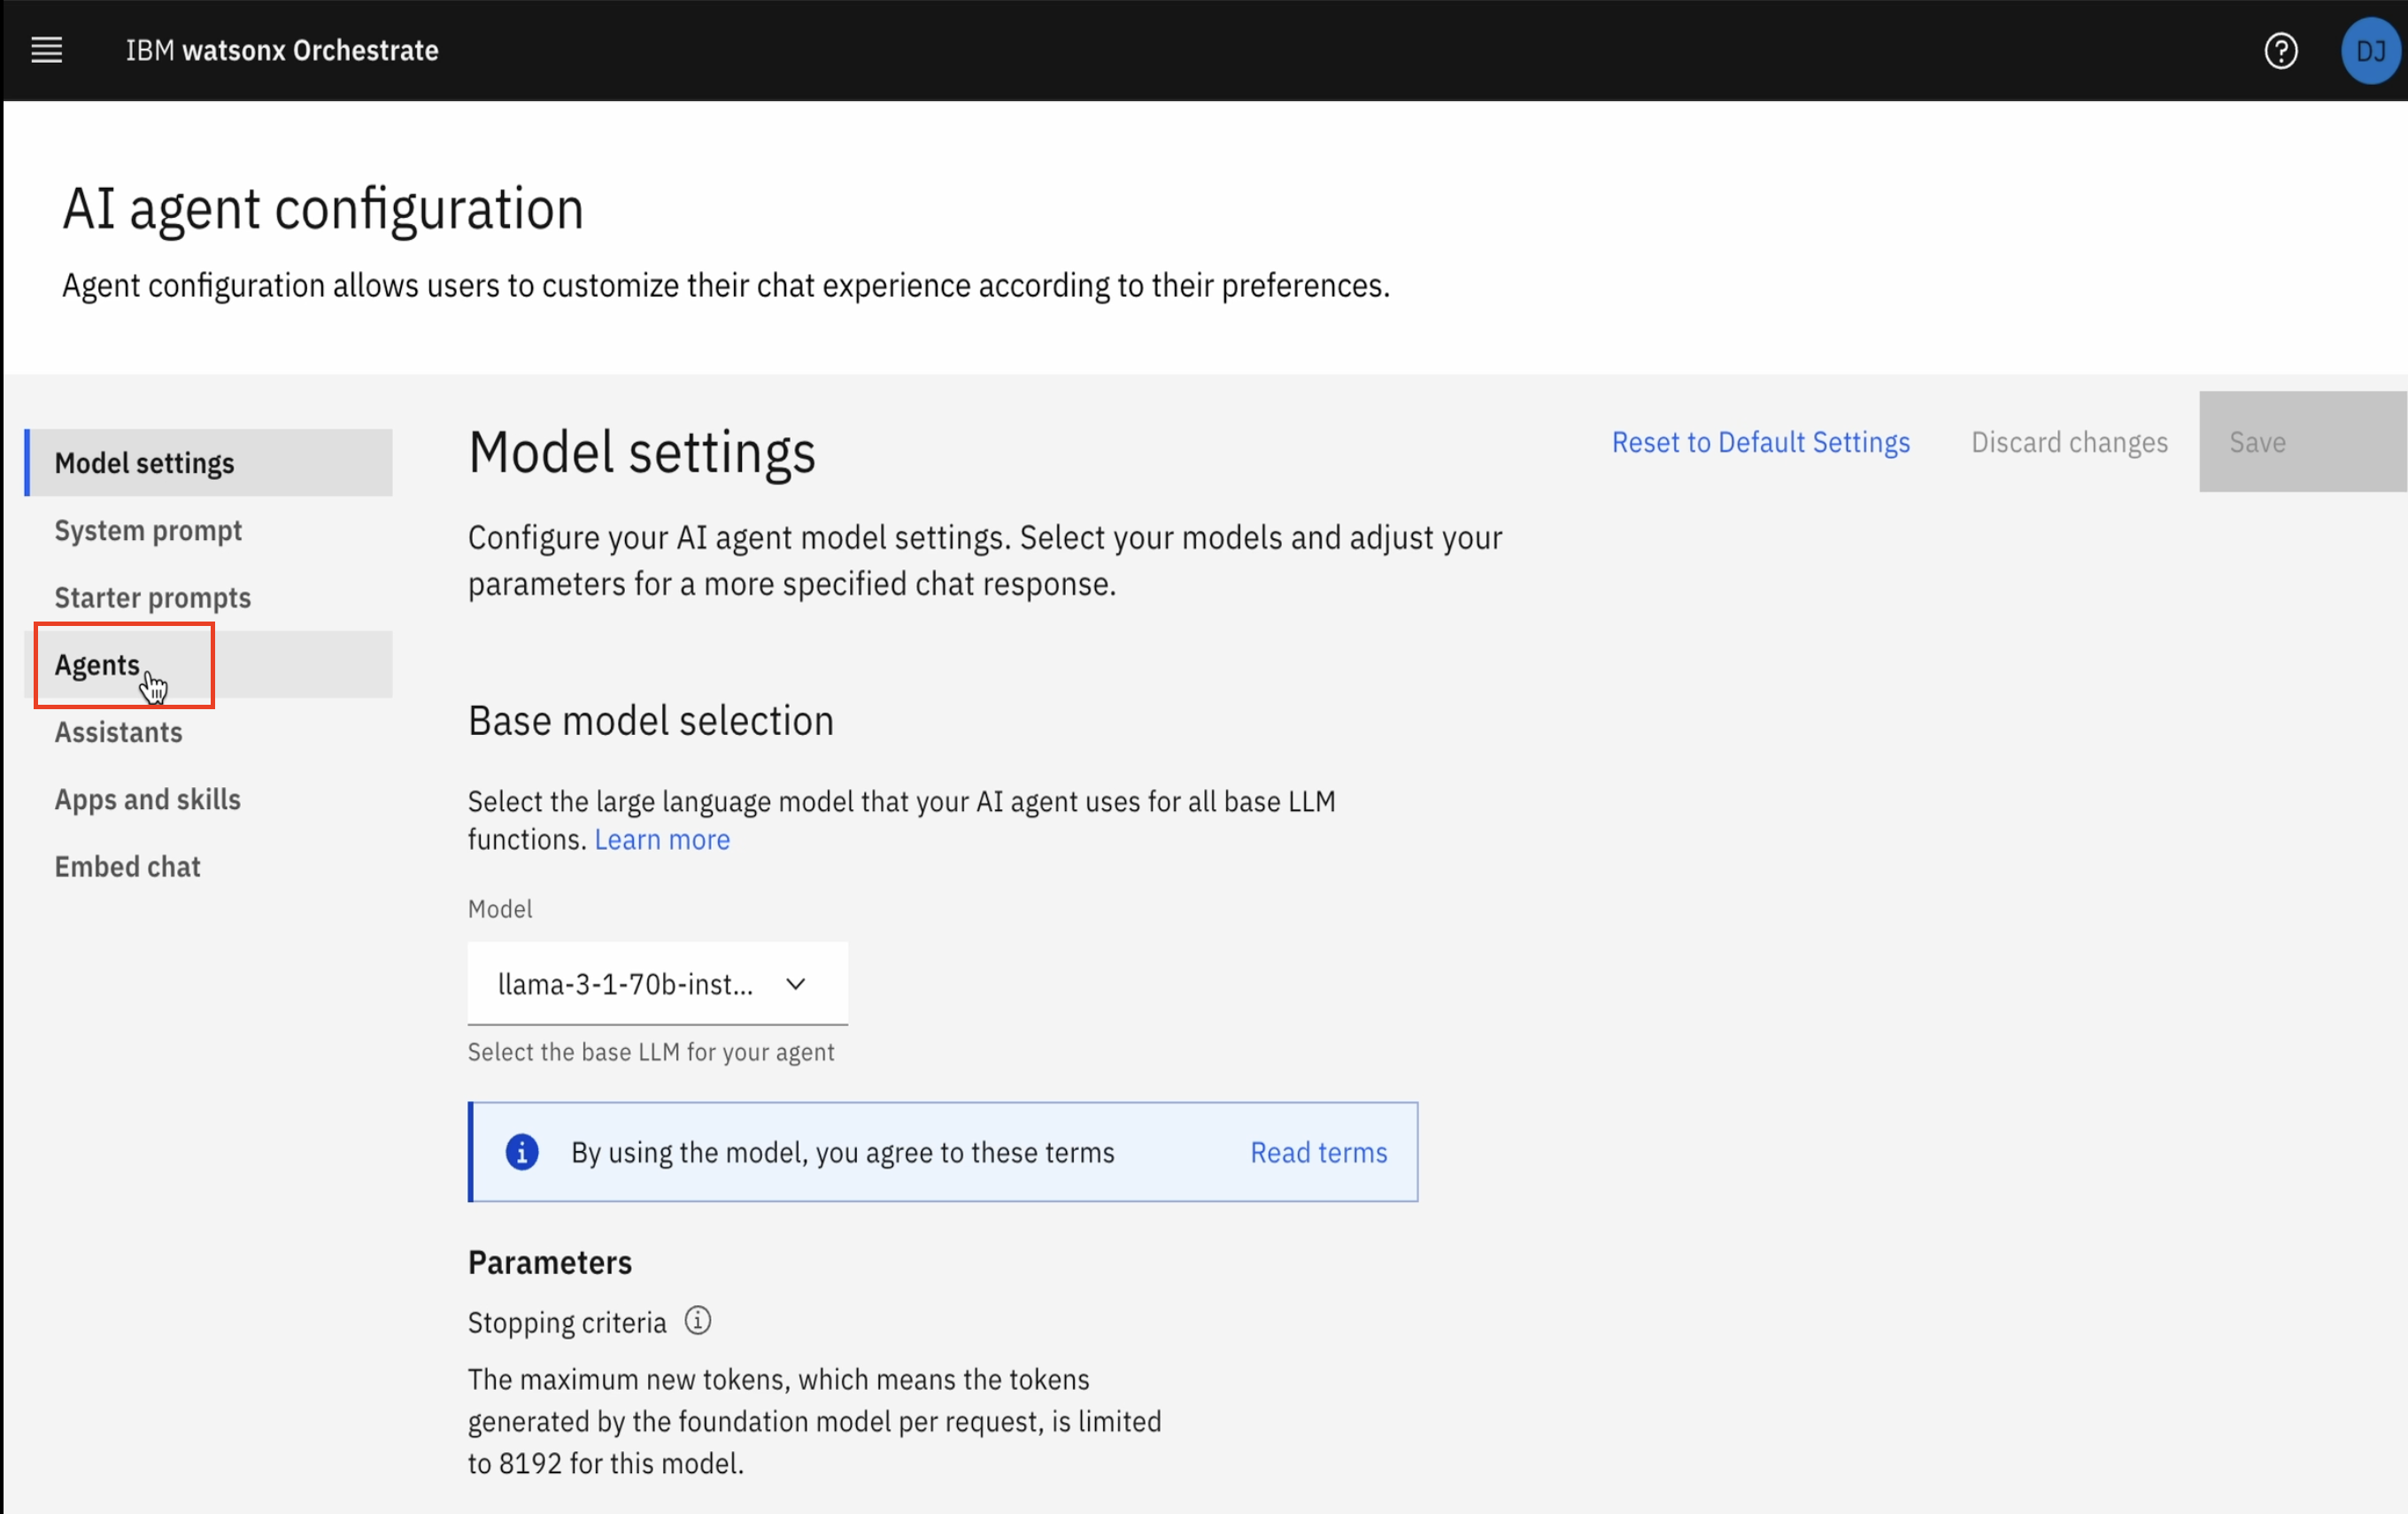 IBM watsonx Orchestrate
DJ
AI agent configuration
Agent configuration allows users to customize their chat experience according to their preferences.
Model settings
System prompt
Starter prompts
Agents
Assistants
Apps and skills
Embed chat
Model settings
Reset to Default Settings
Discard changes
Save
Configure your AI agent model settings. Select your models and adjust your
parameters for a more specified chat response.
Base model selection
Select the large language model that your AI agent uses for all base LLM
functions. Learn more
Model
llama-3-1-70b-inst...
Select the base LLM for your agent
By using the model, you agree to these terms
Read terms
Parameters
Stopping criteria
The maximum new tokens, which means the tokens
generated by the foundation model per request, is limited
to 8192 for this model.